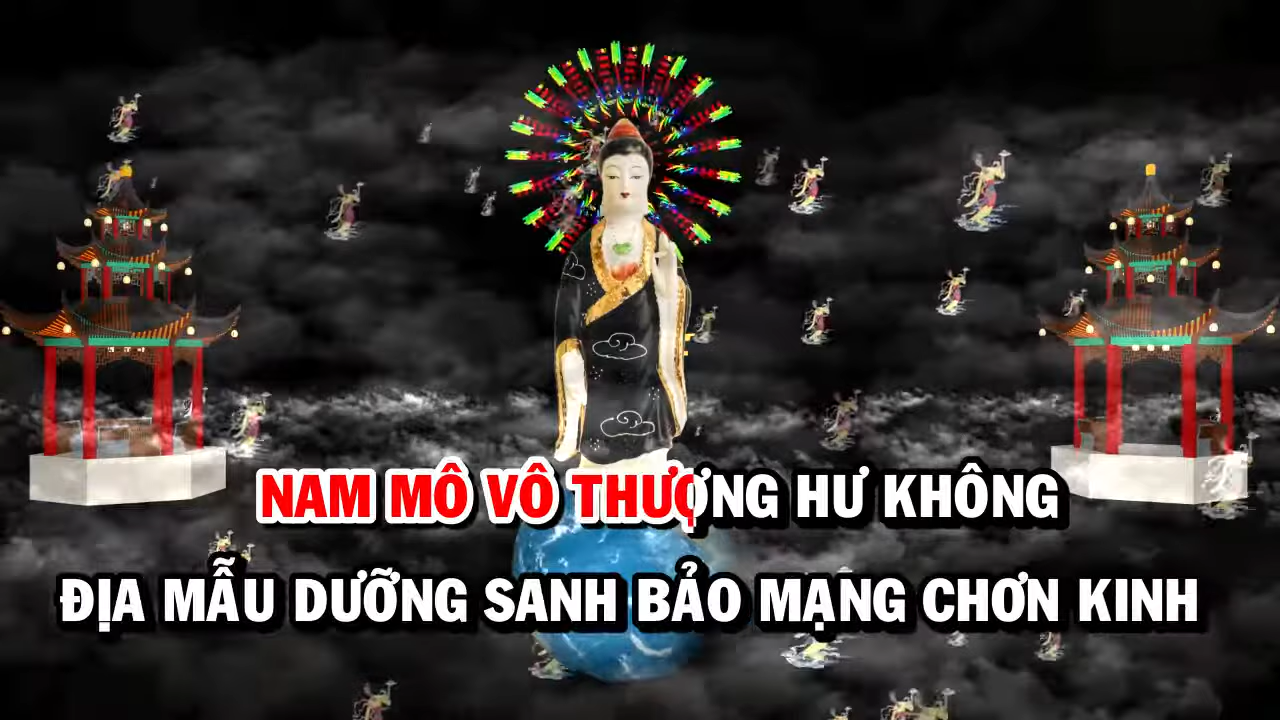 NAM MÔ VÔ THƯỢNG HƯ KHÔNG
ĐỊA MẪU DƯỠNG SANH BẢO MẠNG CHƠN KINH